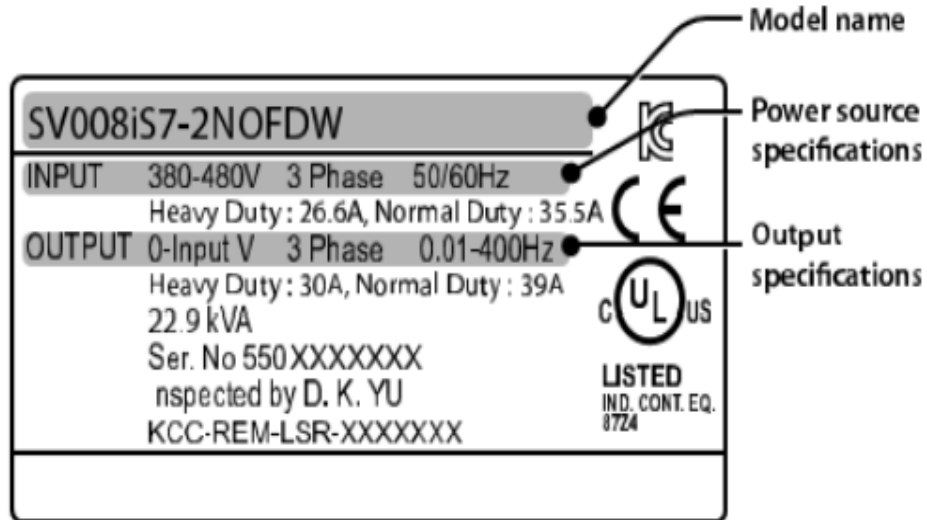 Model name
SV008iS7-2NOFDW
Power source
specifications
INPUT 380-480V 3 Phase 50/60Hz
Heavy Duty : 26.6A, Normal Duty : 35.5A
CE
OUTPUT 0-Input V 3 Phase 0.01-400Hz
Output
specifications
Heavy Duty : 30A, Normal Duty : 39A
22.9 kVA
C UL US
Ser. No 550XXXXXXX
nspected by D. K. YU
LISTED
IND. CONT. EQ.
87Z4
KCC-REM-LSR-XXXXXXX